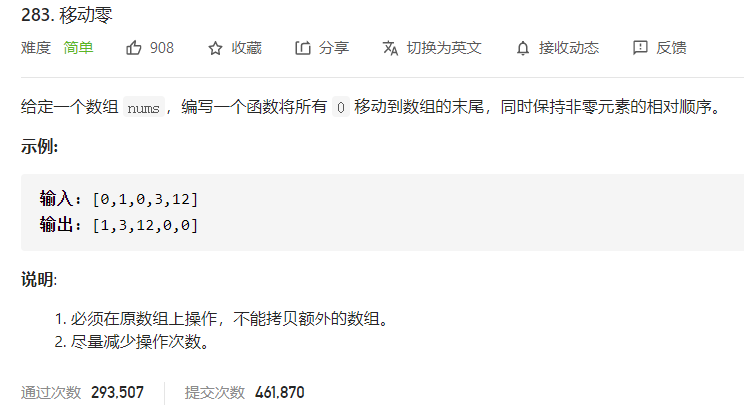 283. 移动零
难度 简单 908 收藏 分享 切换为英文 接收动态 反馈
给定一个数组 nums，编写一个函数将所有 0 移动到数组的末尾，同时保持非零元素的相对顺序。
示例:
输入: [0,1,0,3,12]
输出: [1,3,12,0,0]
说明:
1. 必须在原数组上操作，不能拷贝额外的数组。
2. 尽量减少操作次数。
通过次数 293,507 提交次数 461,870